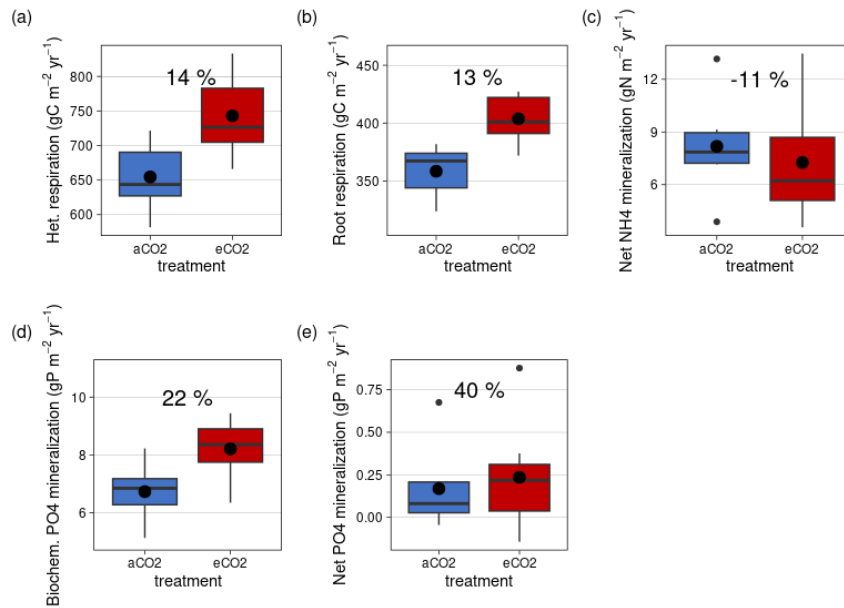 (a)
Het. respiration (gC m⁻² yr⁻¹)
800
750
700
650
600
14 %
aCO2 eCO2
treatment
(b)
Root respiration (gC m⁻² yr⁻¹)
450
400
350
13 %
aCO2 eCO2
treatment
(c)
Net NH4 mineralization (gN m⁻² yr⁻¹)
12
9
6
-11 %
aCO2 eCO2
treatment
(d)
Biochem. PO4 mineralization (gP m⁻² yr⁻¹)
10
8
6
22 %
aCO2 eCO2
treatment
(e)
Net PO4 mineralization (gP m⁻² yr⁻¹)
0.75
0.50
0.25
0.00
40 %
aCO2 eCO2
treatment